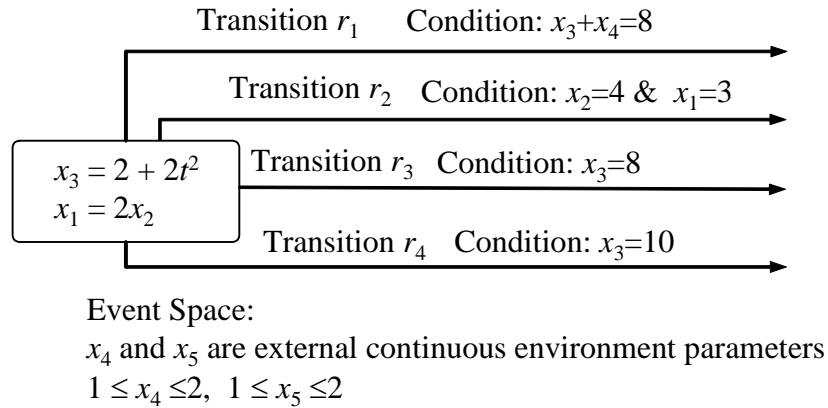 Transition r₁ Condition: x₃+x₄=8
Transition r₂ Condition: x₂=4 & x₁=3
x₃ = 2 + 2t²
x₁ = 2x₂
Transition r₃ Condition: x₃=8
Transition r₄ Condition: x₃=10
Event Space:
x₄ and x₅ are external continuous environment parameters
1 ≤ x₄ ≤2, 1 ≤ x₅ ≤2